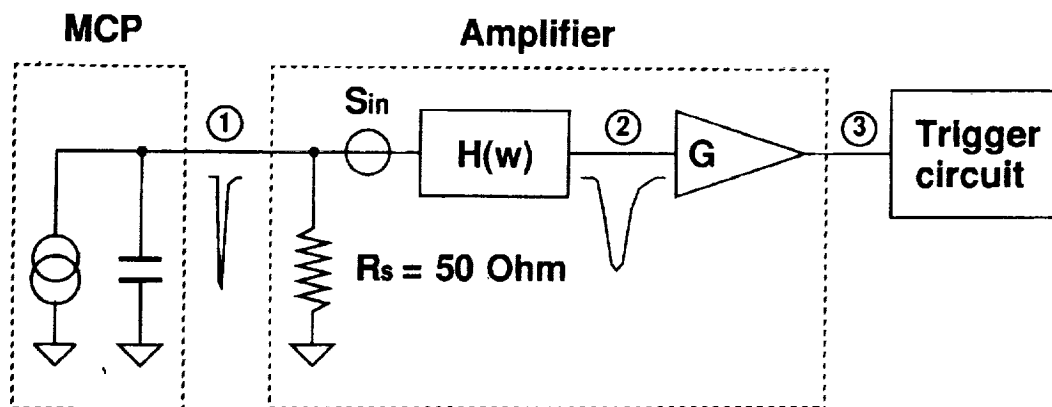 MCP
Amplifier
Sin
①
H(w)
②
G
③
Trigger
circuit
Rs = 50 Ohm